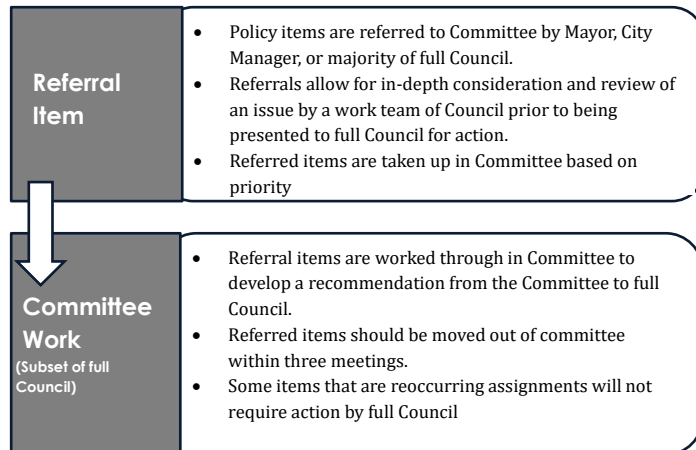 Referral
Item
• Policy items are referred to Committee by Mayor, City
Manager, or majority of full Council.
• Referrals allow for in-depth consideration and review of
an issue by a work team of Council prior to being
presented to full Council for action.
• Referred items are taken up in Committee based on
priority
Committee
Work
(Subset of full
Council)
• Referral items are worked through in Committee to
develop a recommendation from the Committee to full
Council.
• Referred items should be moved out of committee
within three meetings.
• Some items that are reoccurring assignments will not
require action by full Council